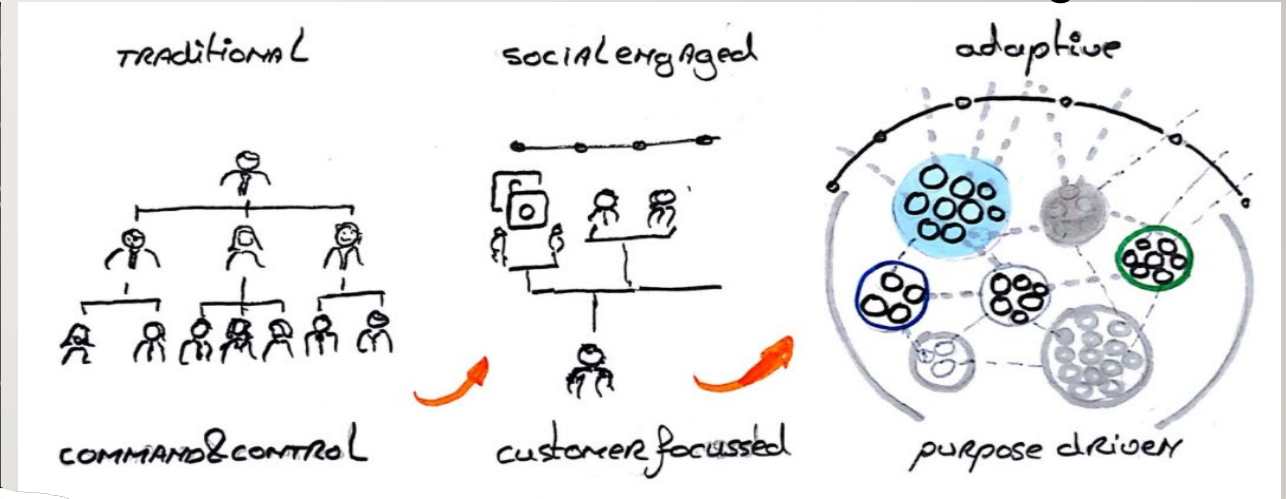 TRADITIONAL
SOCIAL ENGAGED
adaptive
COMMAND & CONTROL
customer focussed
purpose driven